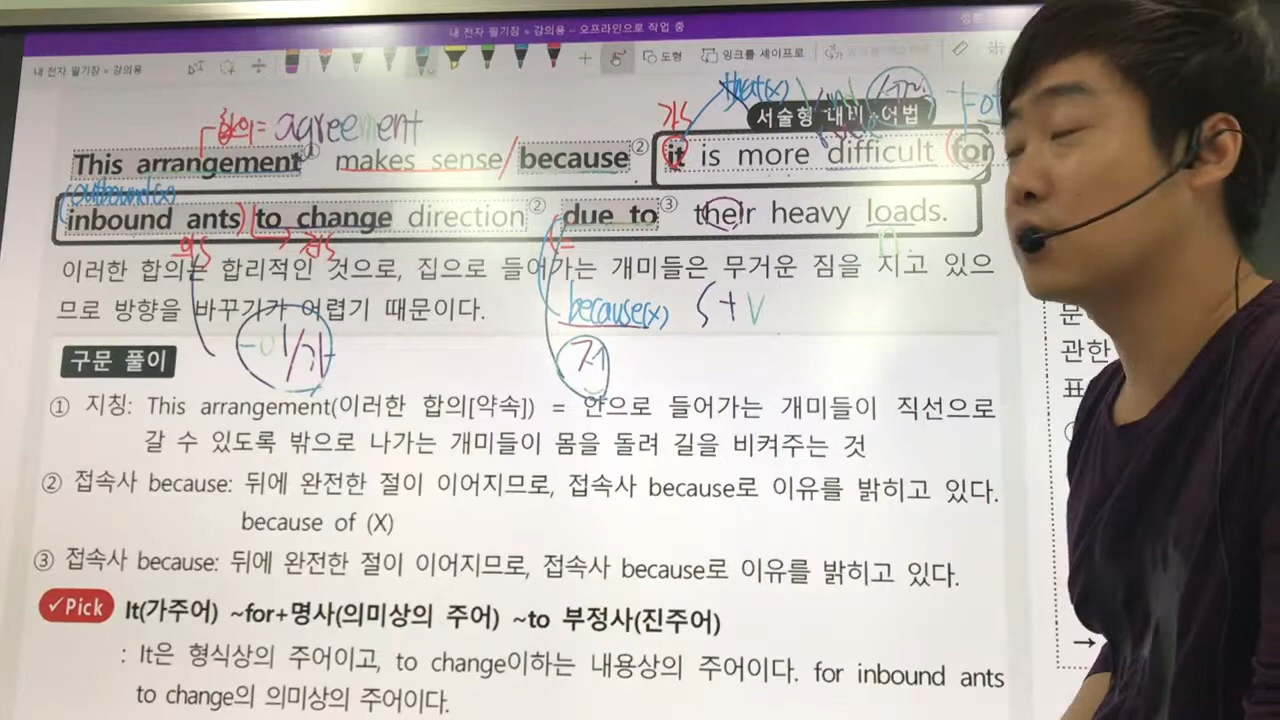 내 전자 필기장 » 강의용 – 오프라인으로 작업 중
내 전자 필기장 » 강의용
도형 잉크를 셰이프로
that(x)
가S
서술형 대비 어법
합의 = agreement
This arrangement① makes sense / because② it is more difficult for
outbound(x)
inbound ants to change direction② due to③ their heavy loads.
의S 진S
이러한 합의는 합리적인 것으로, 집으로 들어가는 개미들은 무거운 짐을 지고 있으
므로 방향을 바꾸기가 어렵기 때문이다.
because(x) S + V
구문 풀이
① 지칭: This arrangement(이러한 합의[약속]) = 안으로 들어가는 개미들이 직선으로
갈 수 있도록 밖으로 나가는 개미들이 몸을 돌려 길을 비켜주는 것
② 접속사 because: 뒤에 완전한 절이 이어지므로, 접속사 because로 이유를 밝히고 있다.
because of (X)
③ 접속사 because: 뒤에 완전한 절이 이어지므로, 접속사 because로 이유를 밝히고 있다.
✓Pick It(가주어) ~for+명사(의미상의 주어) ~to 부정사(진주어)
: It은 형식상의 주어이고, to change이하는 내용상의 주어이다. for inbound ants
to change의 의미상의 주어이다.
관한
표
→